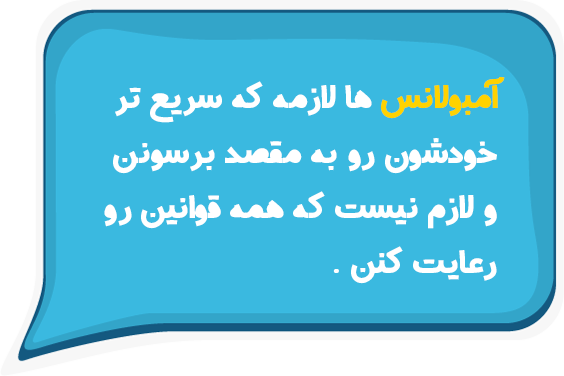 آمبولانس ها لازمه که سریع تر
خودشون رو به مقصد برسونن
و لازم نیست که همه قوانین رو
رعایت کنن .